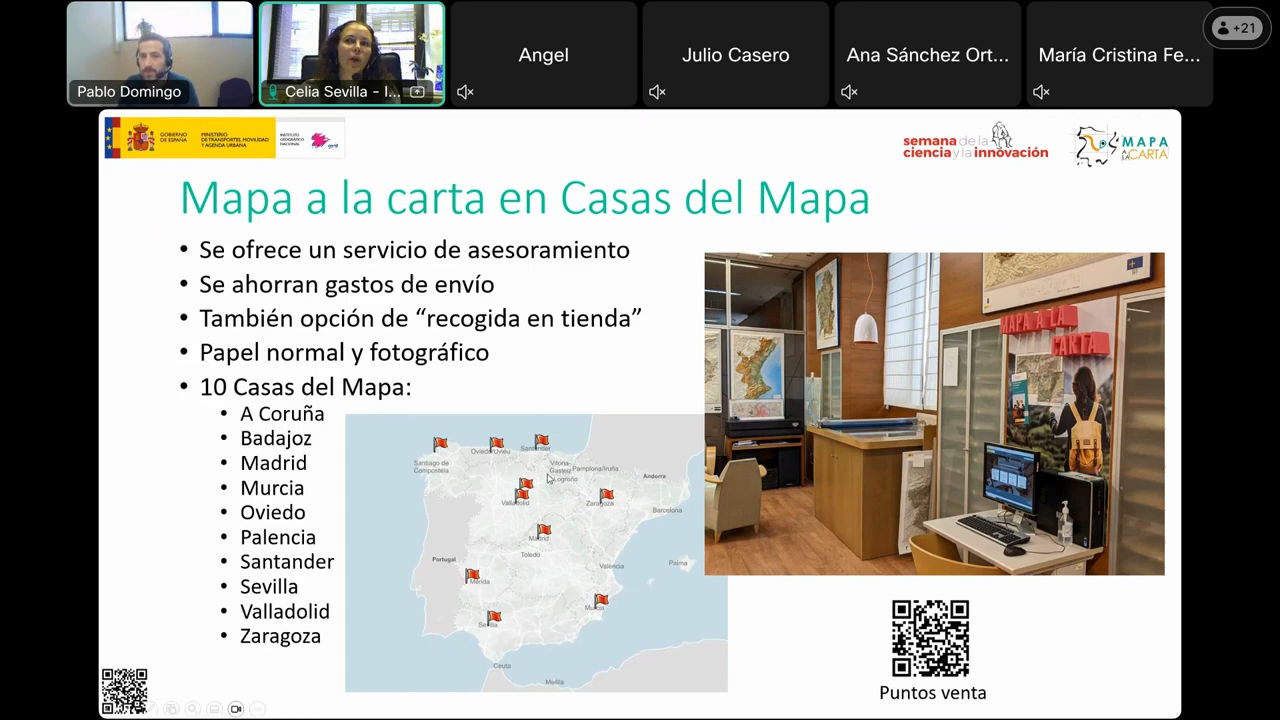 Pablo Domingo
Celia Sevilla - I...
Angel
Julio Casero
Ana Sánchez Ort...
María Cristina Fe...
+21
GOBIERNO
DE ESPAÑA
MINISTERIO
DE TRANSPORTES, MOVILIDAD
Y AGENDA URBANA
INSTITUTO
GEOGRÁFICO
NACIONAL
semana de la
ciencia y la innovación
MAPA
A LA CARTA
Mapa a la carta en Casas del Mapa
• Se ofrece un servicio de asesoramiento
• Se ahorran gastos de envío
• También opción de “recogida en tienda”
• Papel normal y fotográfico
• 10 Casas del Mapa:
• A Coruña
• Badajoz
• Madrid
• Murcia
• Oviedo
• Palencia
• Santander
• Sevilla
• Valladolid
• Zaragoza
Santiago de
Compostela
Oviedo/Uviéu
Santander
Vitoria-
Gasteiz
Pamplona/Iruña
Logroño
Andorra
Valladolid
Zaragoza
Barcelona
Madrid
Portugal
Toledo
Palma
València
Mérida
Murcia
Sevilla
Ceuta
Melilla
MAPA A LA
CARTA
Puntos venta